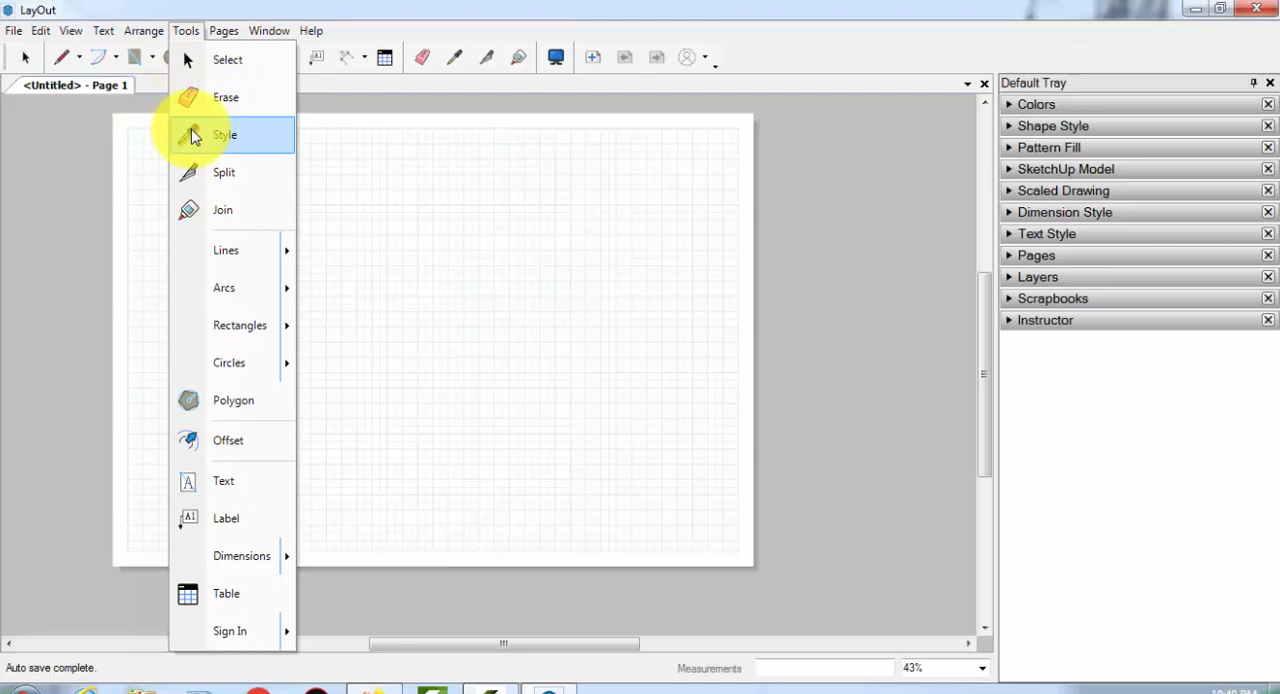 LayOut
File Edit View Text Arrange Tools Pages Window Help
<Untitled> - Page 1
Select
Erase
Style
Split
Join
Lines
Arcs
Rectangles
Circles
Polygon
Offset
Text
Label
Dimensions
Table
Sign In
Default Tray
Colors
Shape Style
Pattern Fill
SketchUp Model
Scaled Drawing
Dimension Style
Text Style
Pages
Layers
Scrapbooks
Instructor
Auto save complete.
Measurements
43%